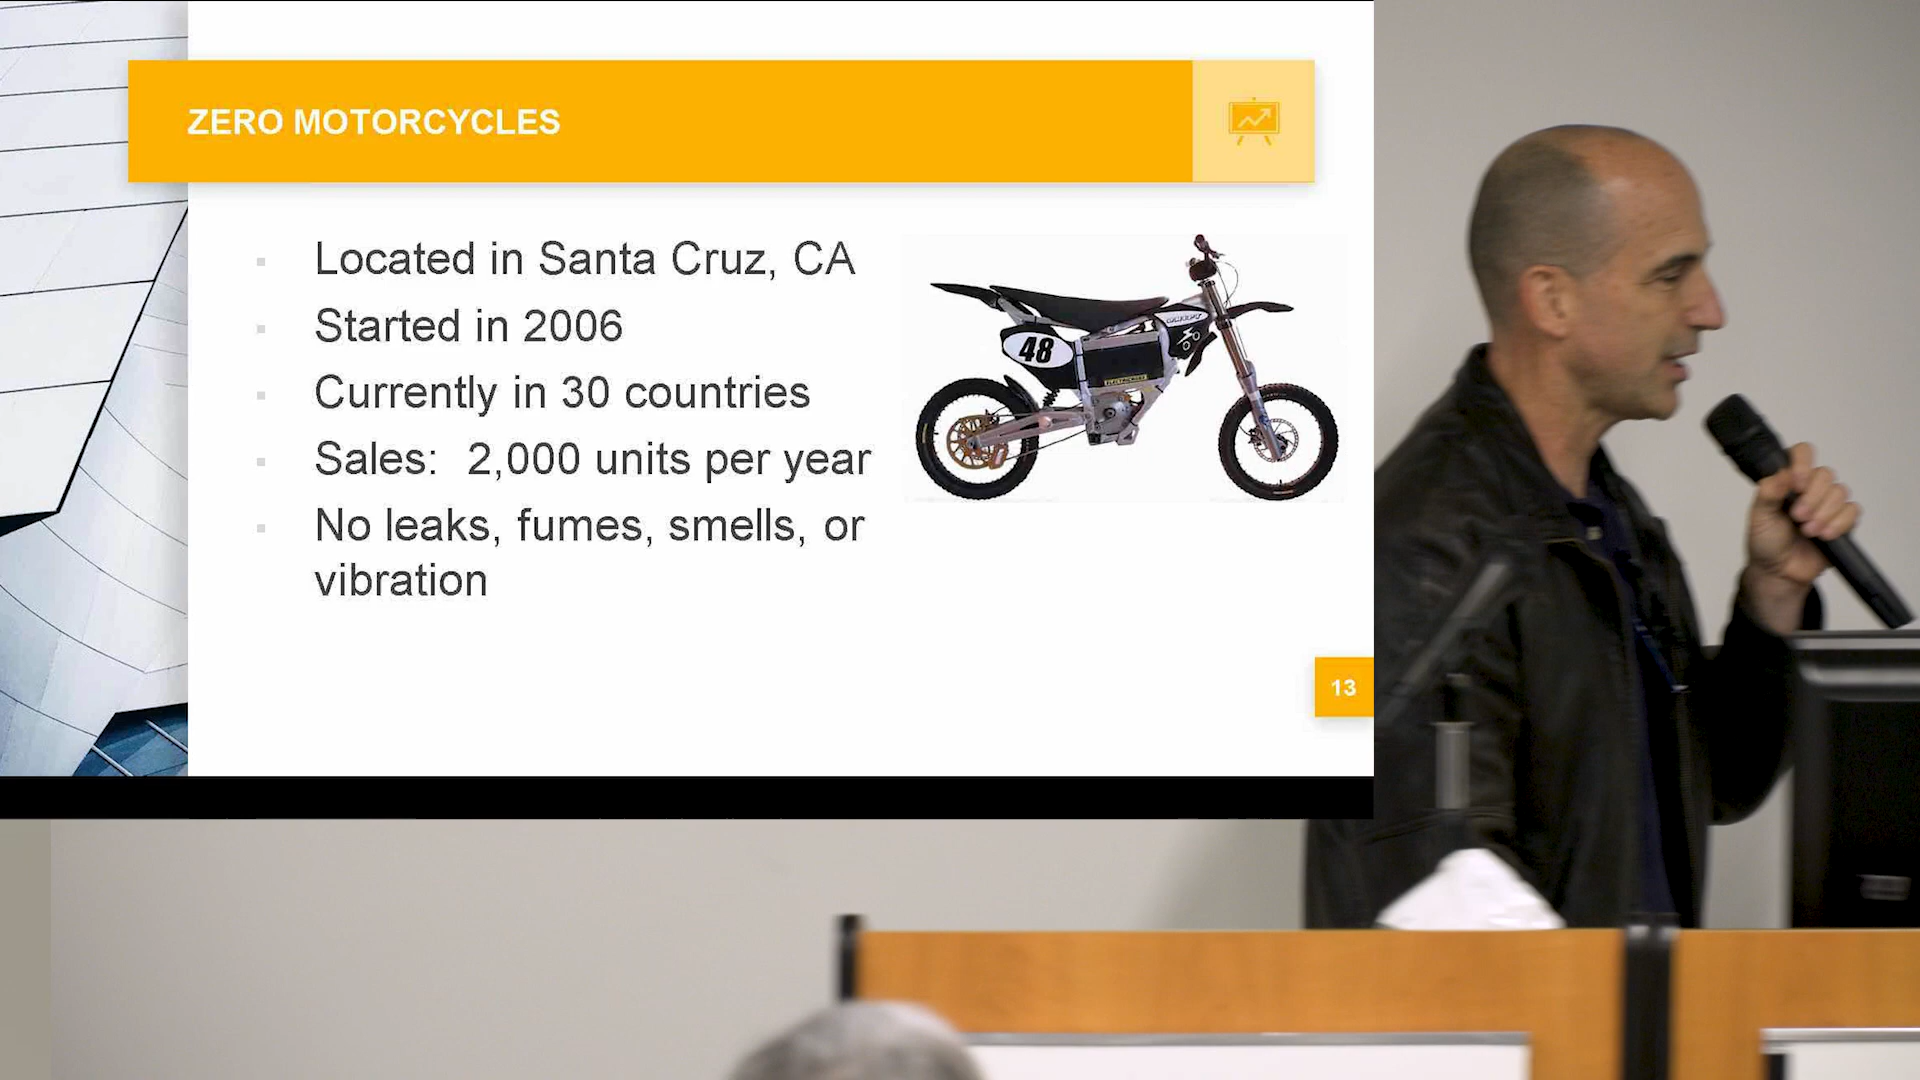 ZERO MOTORCYCLES
Located in Santa Cruz, CA
Started in 2006
Currently in 30 countries
Sales: 2,000 units per year
No leaks, fumes, smells, or
vibration
48
13